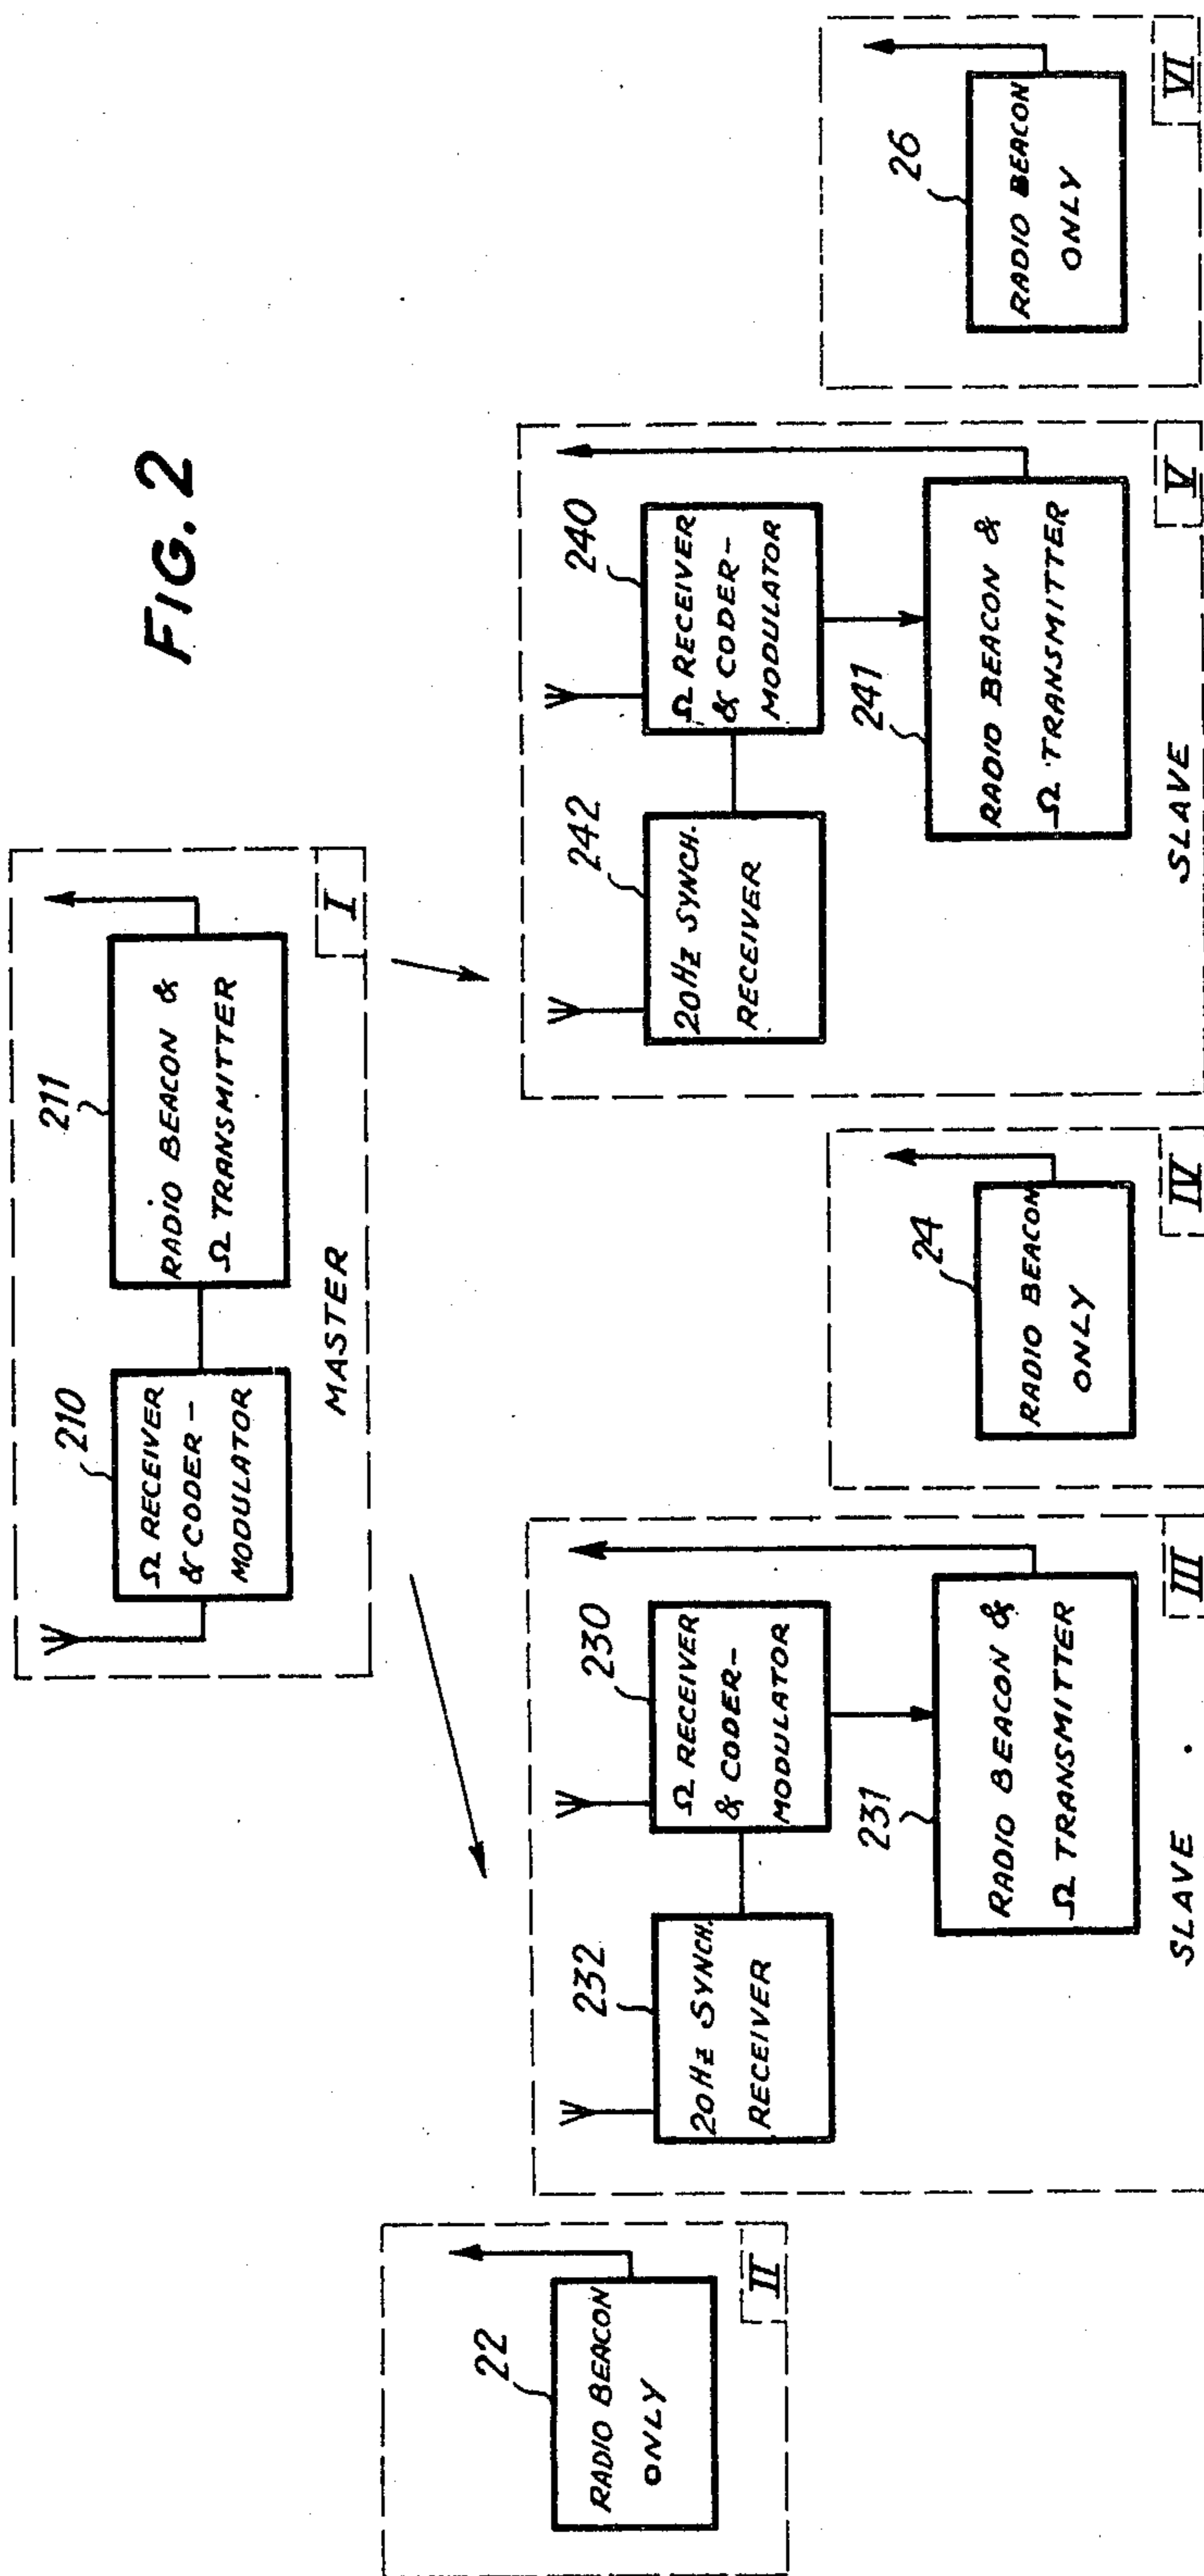 FIG. 2
210
Ω RECEIVER
& CODER-
MODULATOR
211
RADIO BEACON &
Ω TRANSMITTER
MASTER
I
22
RADIO BEACON
ONLY
II
232
20HZ SYNCH.
RECEIVER
230
Ω RECEIVER
& CODER-
MODULATOR
231
RADIO BEACON &
Ω TRANSMITTER
SLAVE
III
24
RADIO BEACON
ONLY
IV
242
20HZ SYNCH.
RECEIVER
240
Ω RECEIVER
& CODER-
MODULATOR
241
RADIO BEACON &
Ω TRANSMITTER
SLAVE
V
26
RADIO BEACON
ONLY
VI